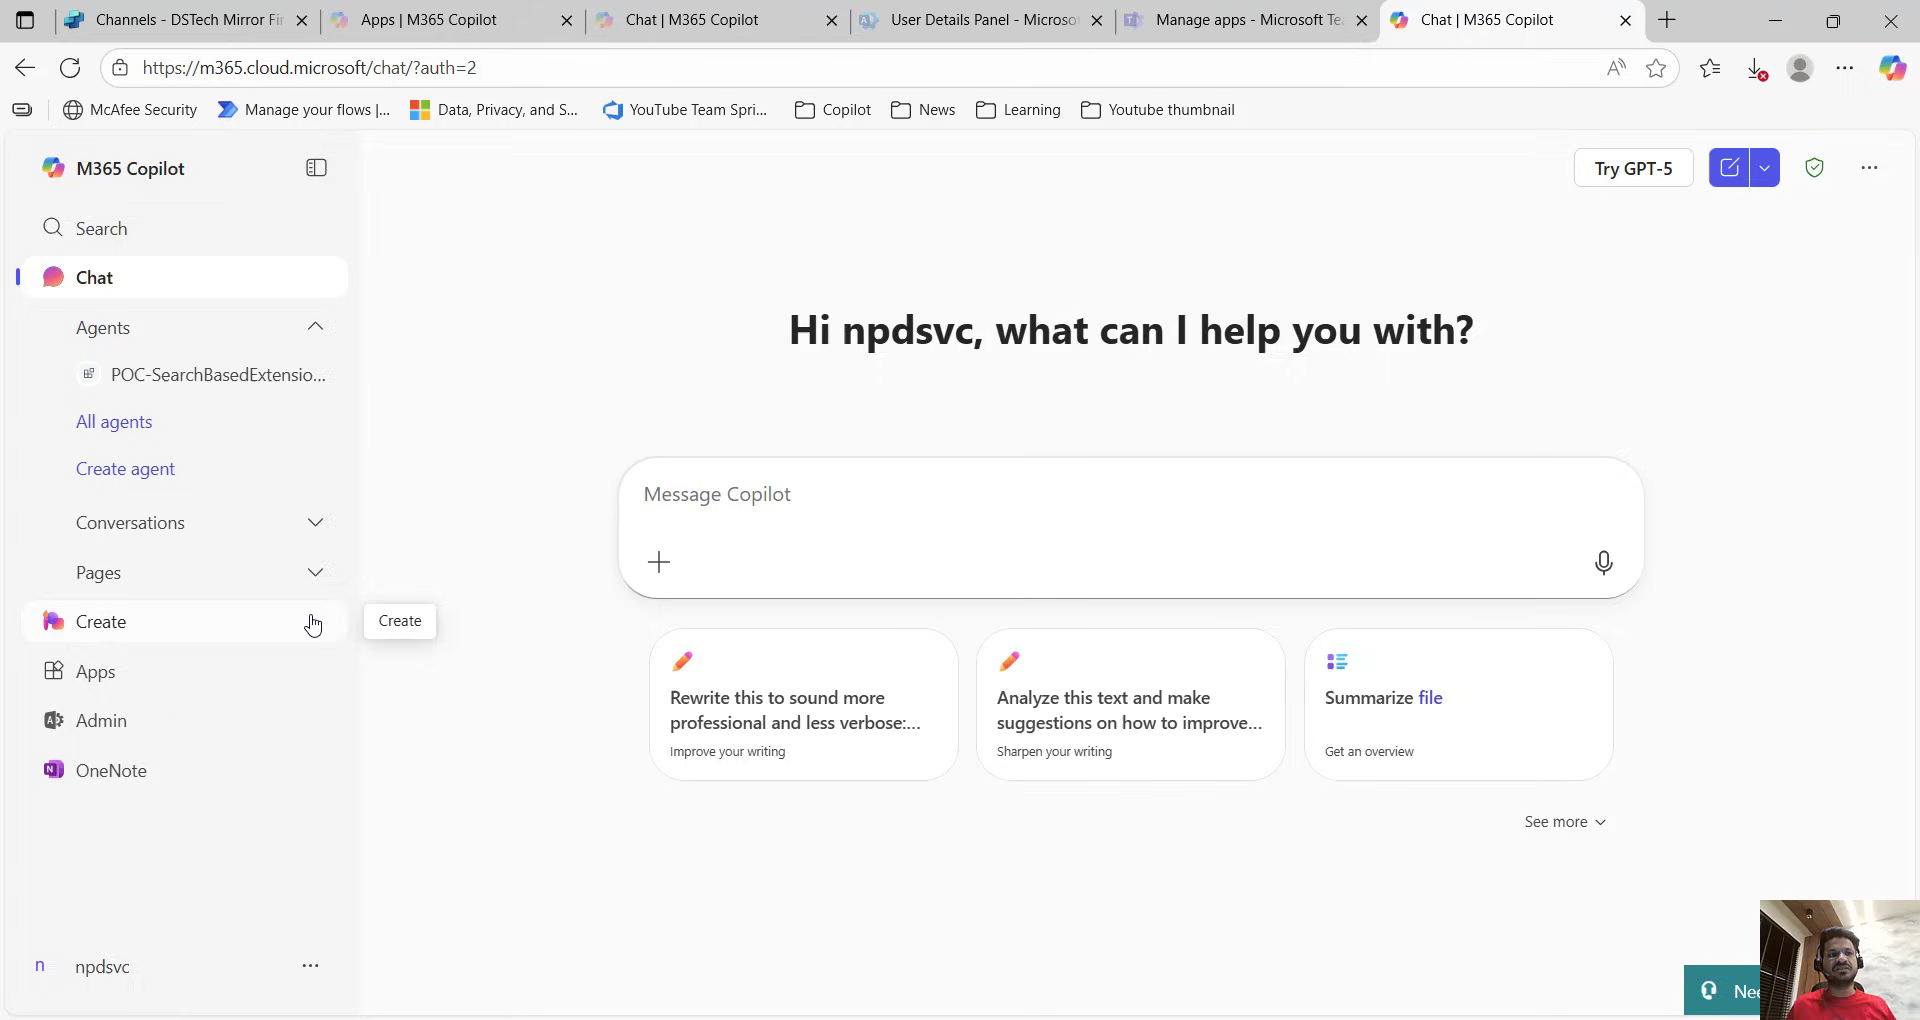 Channels - DSTech Mirror Fi
Apps | M365 Copilot
Chat | M365 Copilot
User Details Panel - Microso
Manage apps - Microsoft Te
Chat | M365 Copilot
https://m365.cloud.microsoft/chat/?auth=2
McAfee Security
Manage your flows |...
Data, Privacy, and S...
YouTube Team Spri...
Copilot
News
Learning
Youtube thumbnail
M365 Copilot
Try GPT-5
Search
Chat
Agents
POC-SearchBasedExtensio...
All agents
Create agent
Conversations
Pages
Create
Create
Apps
Admin
OneNote
npdsvc
Hi npdsvc, what can I help you with?
Message Copilot
Rewrite this to sound more
professional and less verbose:...
Improve your writing
Analyze this text and make
suggestions on how to improve...
Sharpen your writing
Summarize file
Get an overview
See more
n